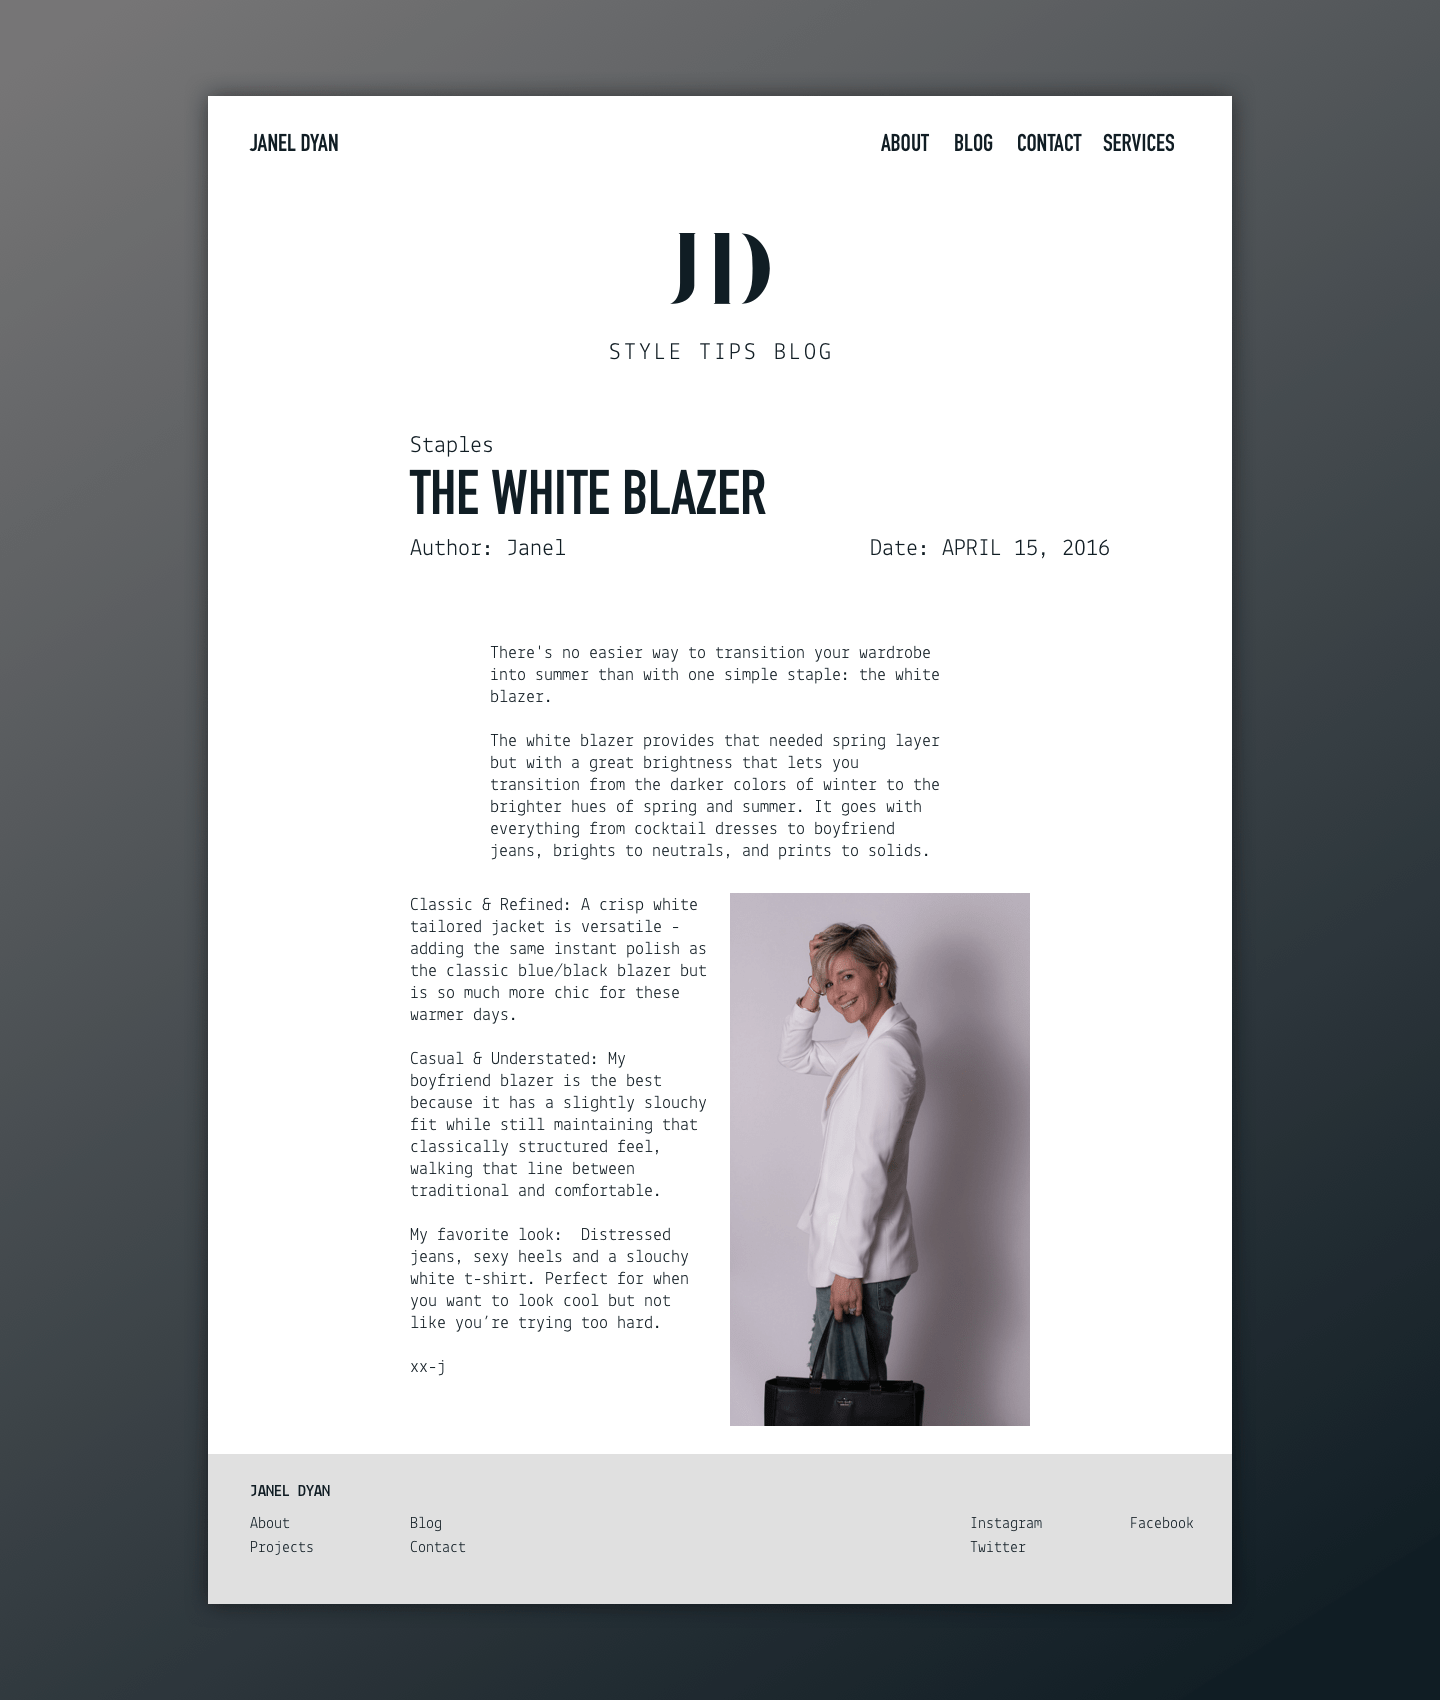 JANEL DYAN
ABOUT BLOG CONTACT SERVICES
JD
STYLE TIPS BLOG
Staples
THE WHITE BLAZER
Author: Janel Date: APRIL 15, 2016
There's no easier way to transition your wardrobe
into summer than with one simple staple: the white
blazer.
The white blazer provides that needed spring layer
but with a great brightness that lets you
transition from the darker colors of winter to the
brighter hues of spring and summer. It goes with
everything from cocktail dresses to boyfriend
jeans, brights to neutrals, and prints to solids.
Classic & Refined: A crisp white
tailored jacket is versatile -
adding the same instant polish as
the classic blue/black blazer but
is so much more chic for these
warmer days.
Casual & Understated: My
boyfriend blazer is the best
because it has a slightly slouchy
fit while still maintaining that
classically structured feel,
walking that line between
traditional and comfortable.
My favorite look:  Distressed
jeans, sexy heels and a slouchy
white t-shirt. Perfect for when
you want to look cool but not
like you’re trying too hard.
xx-j
JANEL DYAN
About Blog Instagram Facebook
Projects Contact Twitter